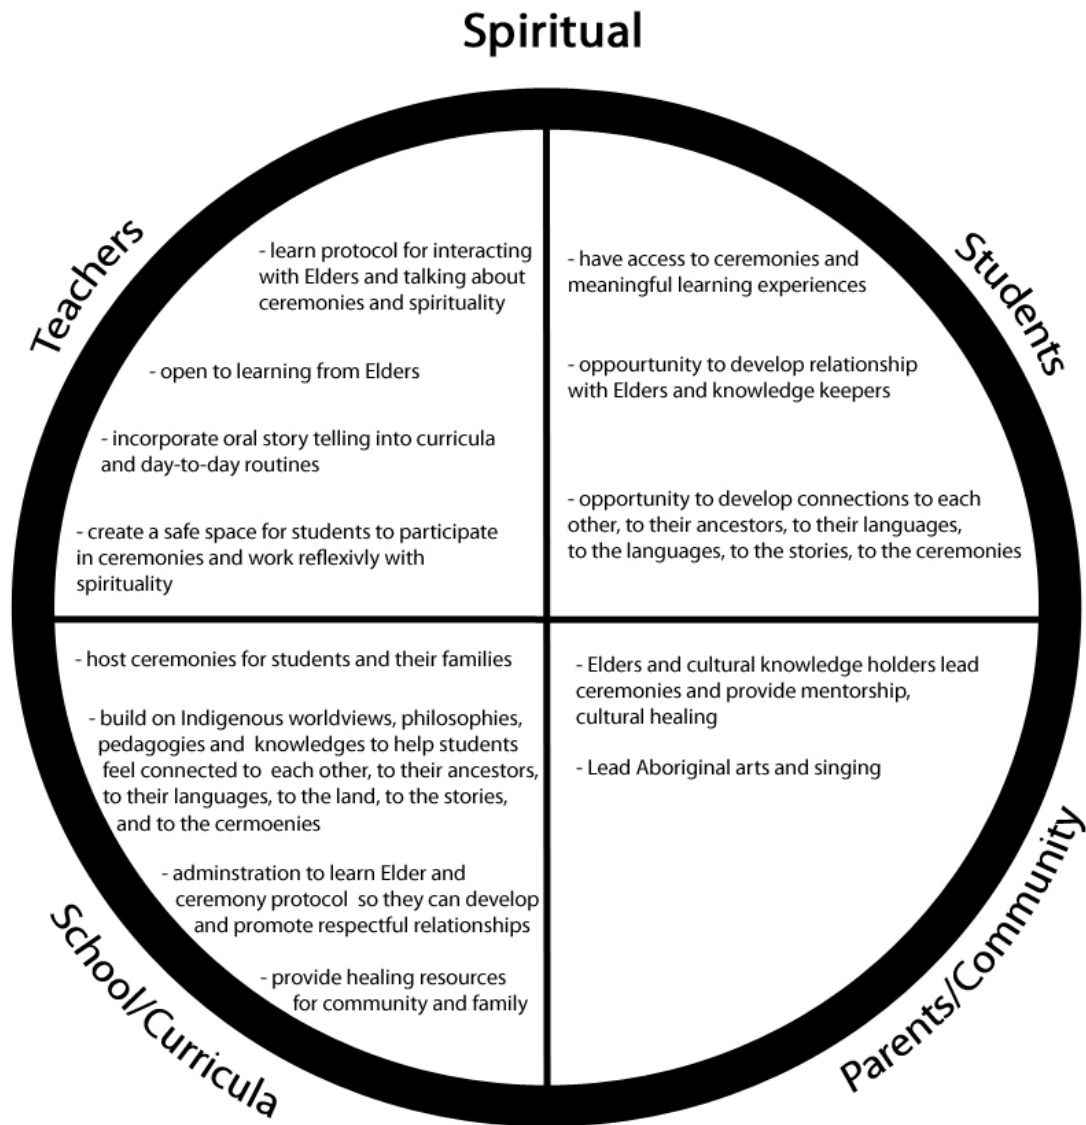 Spiritual
Teachers
- learn protocol for interacting
with Elders and talking about
ceremonies and spirituality
- open to learning from Elders
- incorporate oral story telling into curricula
and day-to-day routines
- create a safe space for students to participate
in ceremonies and work reflexivly with
spirituality
Students
- have access to ceremonies and
meaningful learning experiences
- oppourtunity to develop relationship
with Elders and knowledge keepers
- opportunity to develop connections to each
other, to their ancestors, to their languages,
to the languages, to the stories, to the ceremonies
School/Curricula
- host ceremonies for students and their families
- build on Indigenous worldviews, philosophies,
pedagogies and knowledges to help students
feel connected to each other, to their ancestors,
to their languages, to the land, to the stories,
and to the cermoenies
- adminstration to learn Elder and
ceremony protocol so they can develop
and promote respectful relationships
- provide healing resources
for community and family
Parents/Community
- Elders and cultural knowledge holders lead
ceremonies and provide mentorship,
cultural healing
- Lead Aboriginal arts and singing